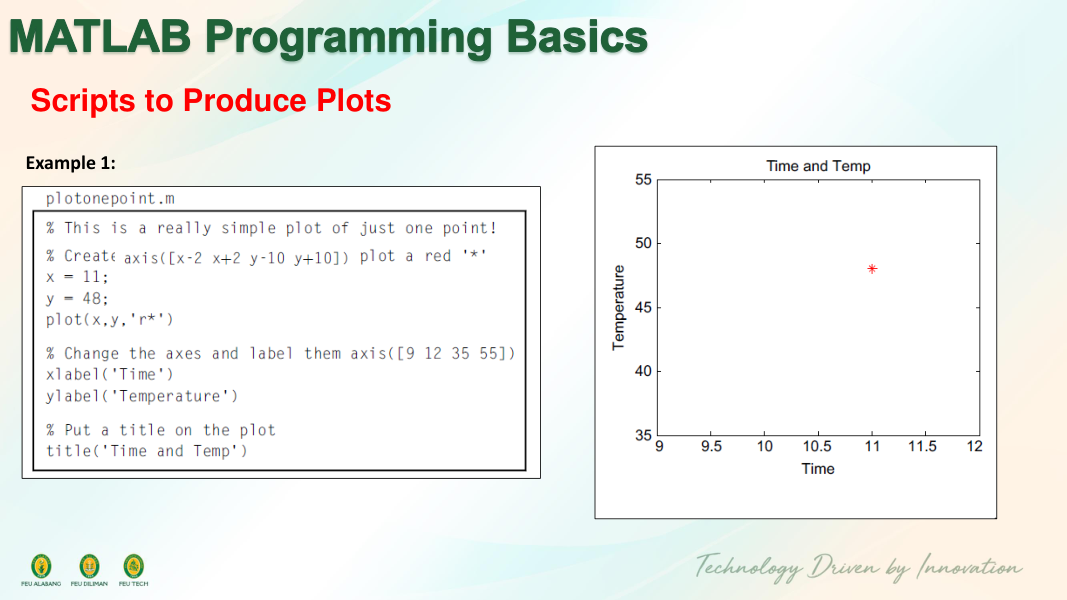 MATLAB Programming Basics
Scripts to Produce Plots
Example 1:
plotonepoint.m
% This is a really simple plot of just one point!
% Create axis([x-2 x+2 y-10 y+10]) plot a red '*'
x = 11;
y = 48;
plot(x,y,'r*')
% Change the axes and label them axis([9 12 35 55])
xlabel('Time')
ylabel('Temperature')
% Put a title on the plot
title('Time and Temp')
Time and Temp
55
50
45
40
35
Temperature
9 9.5 10 10.5 11 11.5 12
Time
FEU ALABANG FEU DILIMAN FEU TECH
Technology Driven by Innovation